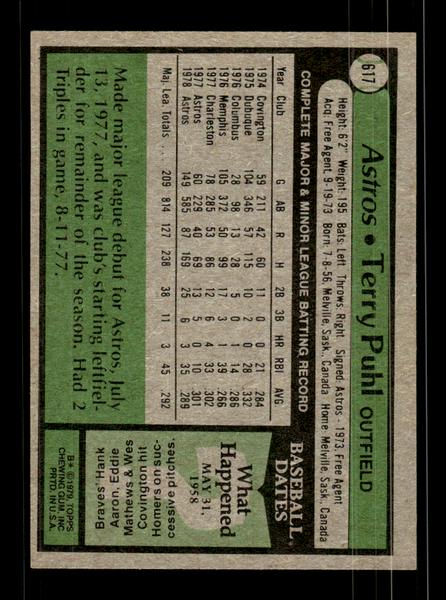 617
Astros • Terry Puhl OUTFIELD
Height: 6'2" Weight: 195 Bats: Left Throws: Right Signed: Astros - 1973, Free Agent
Acq: Free Agent, 9-19-73 Born: 7-8-56, Melville, Sask., Canada Home: Melville, Sask., Canada
COMPLETE MAJOR & MINOR LEAGUE BATTING RECORD
Year Club G AB R H 2B 3B HR RBI AVG
1974 Covington 59 211 42 60 11 0 0 21 .284
1975 Dubuque 104 346 57 115 10 2 0 28 .332
1976 Columbus 28 98 13 28 5 0 1 .286
1976 Memphis 105 372 50 99 17 3 1 .266
1977 Charleston 78 285 53 86 4 33 .302
1977 Astros 60 229 40 69 13 5 0 10 .301
1978 Astros 149 585 87 169 25 6 3 35 .289
Maj. Lea. Totals . . . 209 814 127 238 38 11 3 45 .292
Made major league debut for Astros, July
13, 1977, and was club's starting leftfiel-
der for remainder of the season. Had 2
Triples in game, 8-11-77.
BASEBALL
DATES
What
Happened
MAY 31,
1958
Braves' Hank
Aaron, Eddie
Mathews & Wes
Covington hit
Homers on suc-
cessive pitches.
B* © 1979 TOPPS
CHEWING GUM, INC.
PRTD. IN U.S.A.